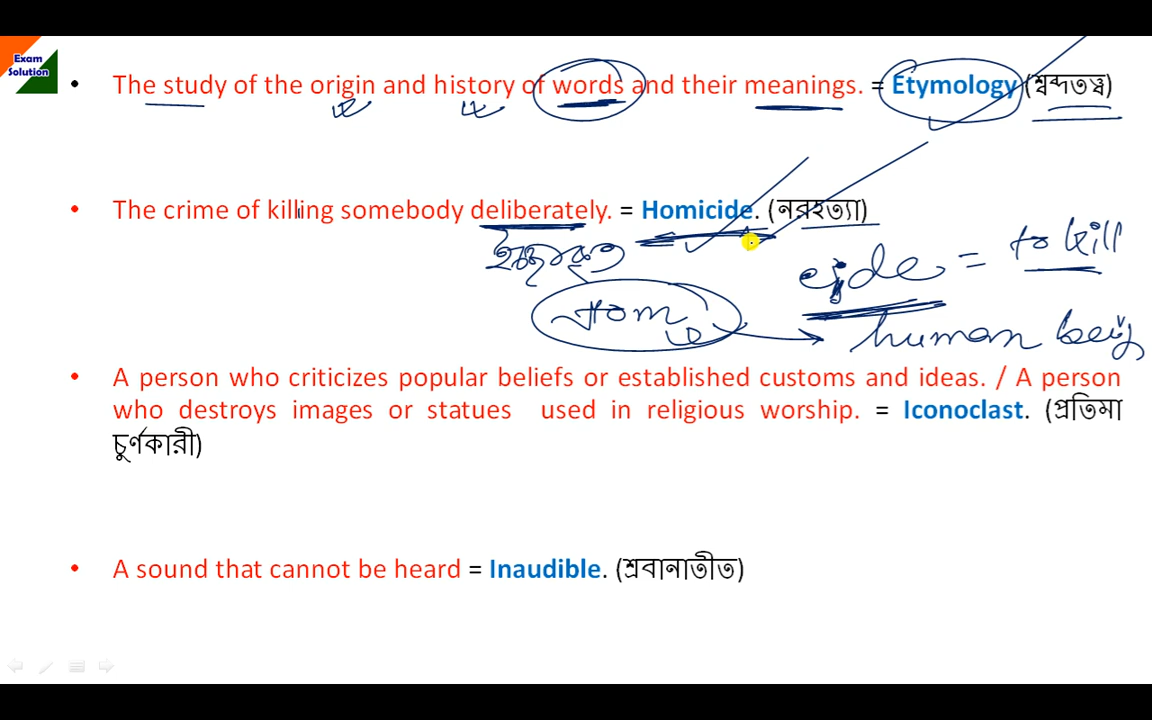 Exam
Solution
• The study of the origin and history of words and their meanings. = Etymology (শব্দতত্ত্ব)
• The crime of killing somebody deliberately. = Homicide. (নরহত্যা)
ইচ্ছাকৃত
cide = to kill
Hom
human being
• A person who criticizes popular beliefs or established customs and ideas. / A person
who destroys images or statues used in religious worship. = Iconoclast. (প্রতিমা
চুর্ণকারী)
• A sound that cannot be heard = Inaudible. (শ্রবানাতীত)